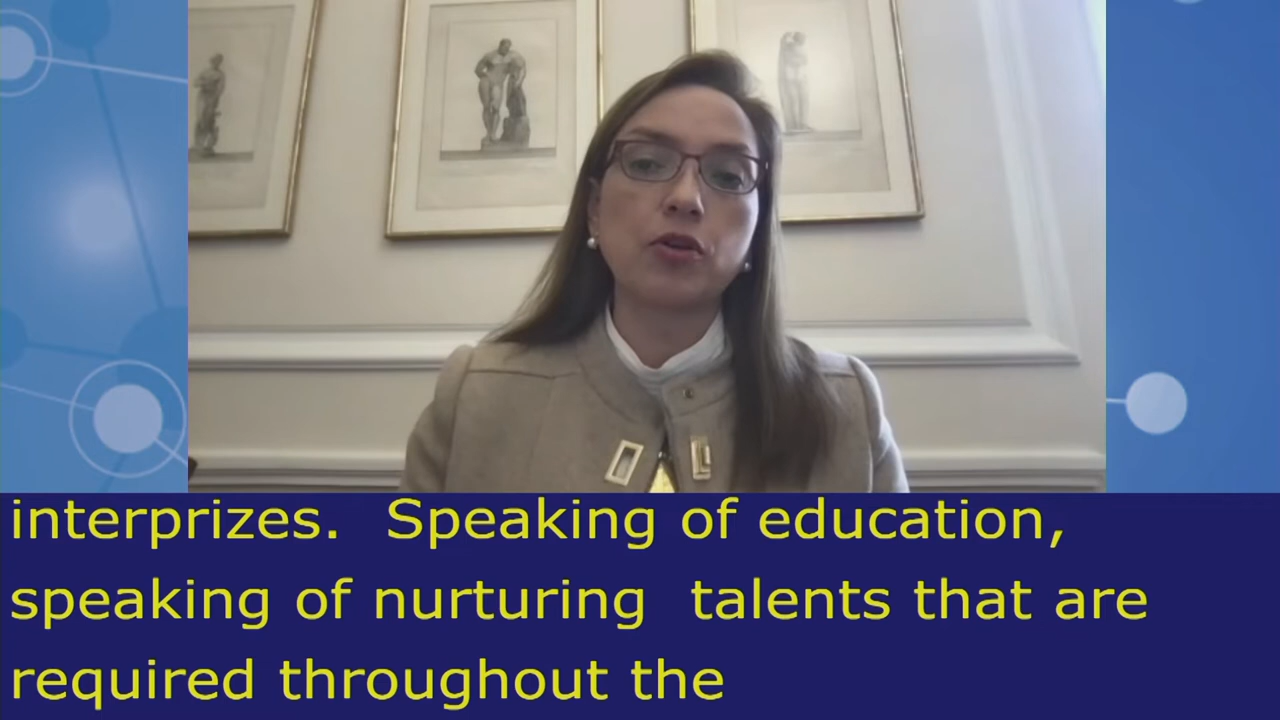 interprizes.  Speaking of education,
speaking of nurturing  talents that are
required throughout the